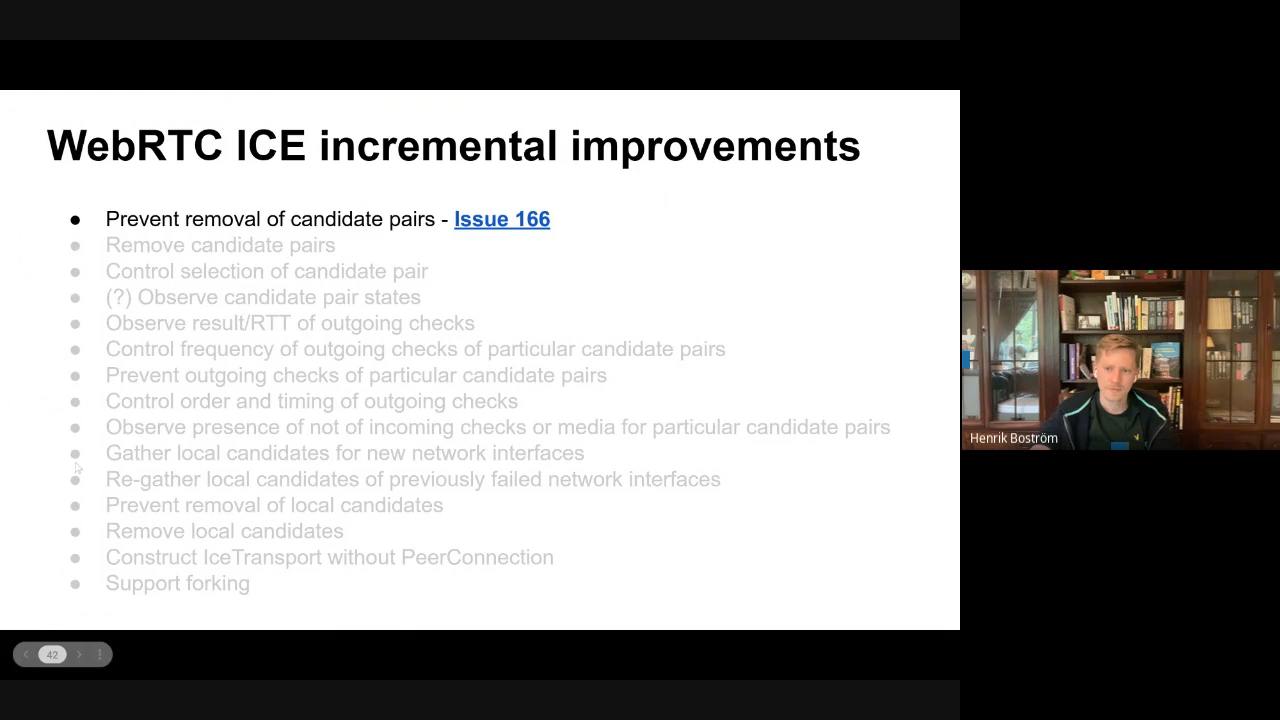 WebRTC ICE incremental improvements
● Prevent removal of candidate pairs - Issue 166
● Remove candidate pairs
● Control selection of candidate pair
● (?) Observe candidate pair states
● Observe result/RTT of outgoing checks
● Control frequency of outgoing checks of particular candidate pairs
● Prevent outgoing checks of particular candidate pairs
● Control order and timing of outgoing checks
● Observe presence of not of incoming checks or media for particular candidate pairs
● Gather local candidates for new network interfaces
● Re-gather local candidates of previously failed network interfaces
● Prevent removal of local candidates
● Remove local candidates
● Construct IceTransport without PeerConnection
● Support forking
Henrik Boström
42